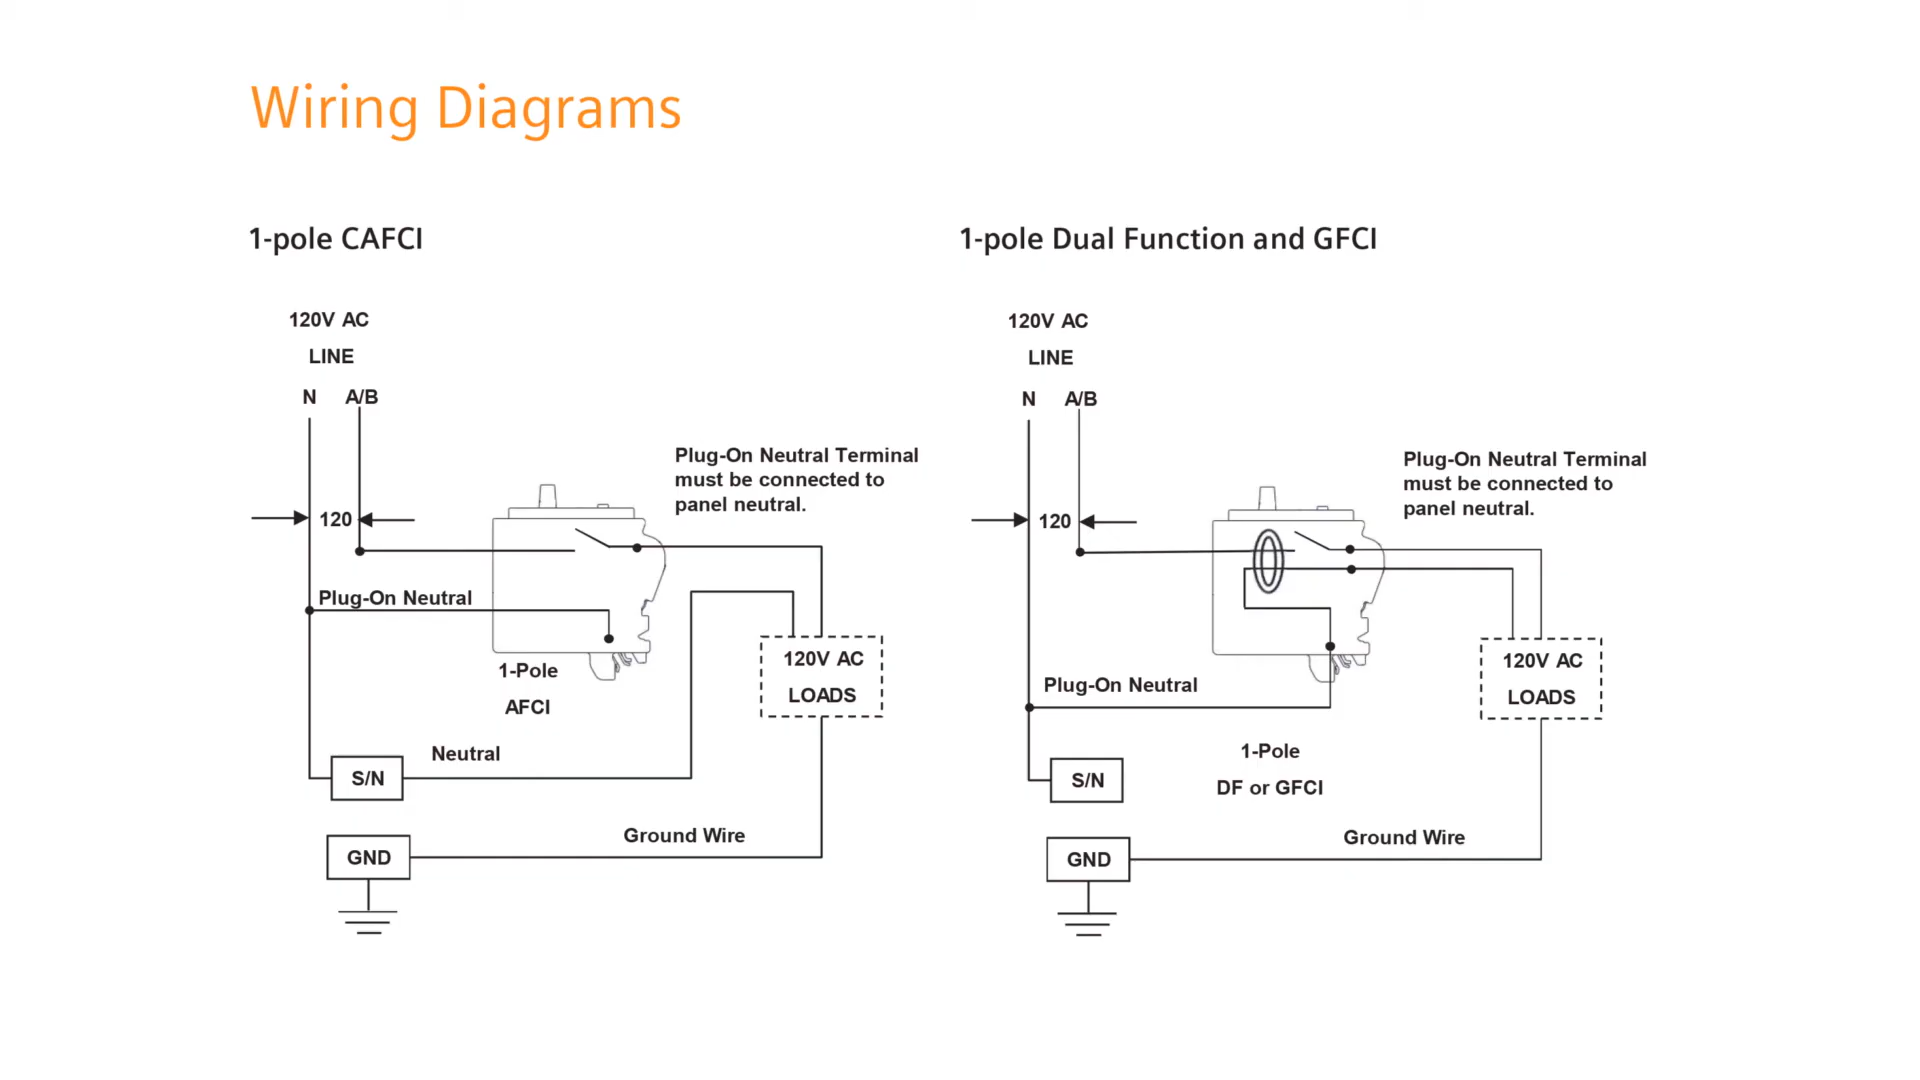 Wiring Diagrams
1-pole CAFCI
120V AC
LINE
N A/B
Plug-On Neutral Terminal
must be connected to
panel neutral.
120
Plug-On Neutral
1-Pole
AFCI
120V AC
LOADS
Neutral
S/N
Ground Wire
GND
1-pole Dual Function and GFCI
120V AC
LINE
N A/B
Plug-On Neutral Terminal
must be connected to
panel neutral.
120
120V AC
LOADS
Plug-On Neutral
1-Pole
DF or GFCI
S/N
Ground Wire
GND